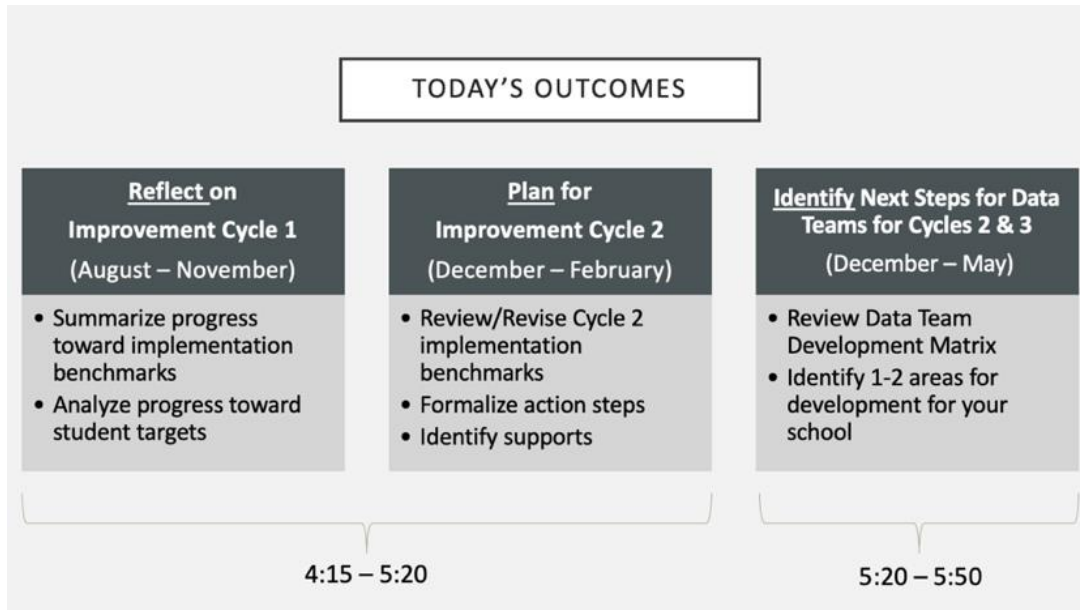 TODAY'S OUTCOMES
Reflect on
Improvement Cycle 1
(August – November)
• Summarize progress
toward implementation
benchmarks
• Analyze progress toward
student targets
Plan for
Improvement Cycle 2
(December – February)
• Review/Revise Cycle 2
implementation
benchmarks
• Formalize action steps
• Identify supports
Identify Next Steps for Data
Teams for Cycles 2 & 3
(December – May)
• Review Data Team
Development Matrix
• Identify 1-2 areas for
development for your
school
4:15 – 5:20
5:20 – 5:50